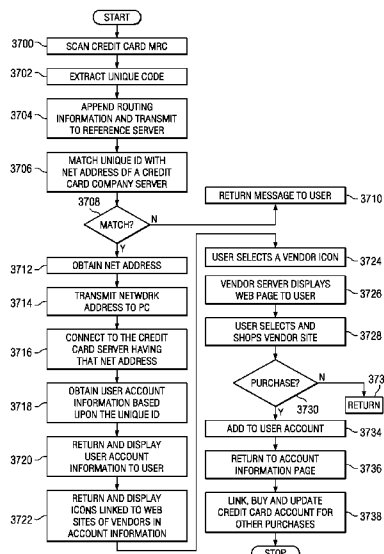 START
3700
SCAN CREDIT CARD MRC
3702
EXTRACT UNIQUE CODE
3704
APPEND ROUTING
INFORMATION AND TRANSMIT
TO REFERENCE SERVER
3706
MATCH UNIQUE ID WITH
NET ADDRESS OF A CREDIT
CARD COMPANY SERVER
3708
MATCH?
N
Y
RETURN MESSAGE TO USER
3710
3712
OBTAIN NET ADDRESS
3714
TRANSMIT NETWORK
ADDRESS TO PC
3716
CONNECT TO THE CREDIT
CARD SERVER HAVING
THAT NET ADDRESS
3718
OBTAIN USER ACCOUNT
INFORMATION BASED
UPON THE UNIQUE ID
3720
RETURN AND DISPLAY
USER ACCOUNT
INFORMATION TO USER
3722
RETURN AND DISPLAY
ICONS LINKED TO WEB
SITES OF VENDORS IN
ACCOUNT INFORMATION
USER SELECTS A VENDOR ICON
3724
VENDOR SERVER DISPLAYS
WEB PAGE TO USER
3726
USER SELECTS AND
SHOPS VENDOR SITE
3728
PURCHASE?
N
Y
3730
373
RETURN
ADD TO USER ACCOUNT
3734
RETURN TO ACCOUNT
INFORMATION PAGE
3736
LINK, BUY AND UPDATE
CREDIT CARD ACCOUNT FOR
OTHER PURCHASES
3738
STOP